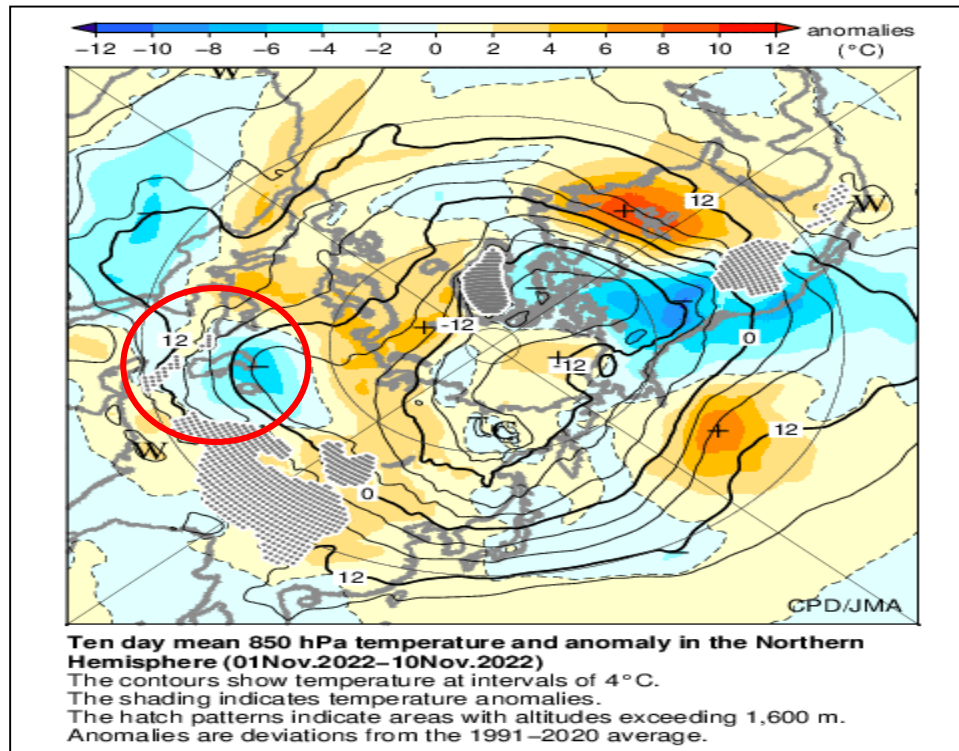 anomalies
−12 −10 −8 −6 −4 −2 0 2 4 6 8 10 12 (°C)
W
12
W
12
-12
0
-12
12
W
0
12
C
CPD/JMA
Ten day mean 850 hPa temperature and anomaly in the Northern
Hemisphere (01Nov.2022−10Nov.2022)
The contours show temperature at intervals of 4°C.
The shading indicates temperature anomalies.
The hatch patterns indicate areas with altitudes exceeding 1,600 m.
Anomalies are deviations from the 1991−2020 average.